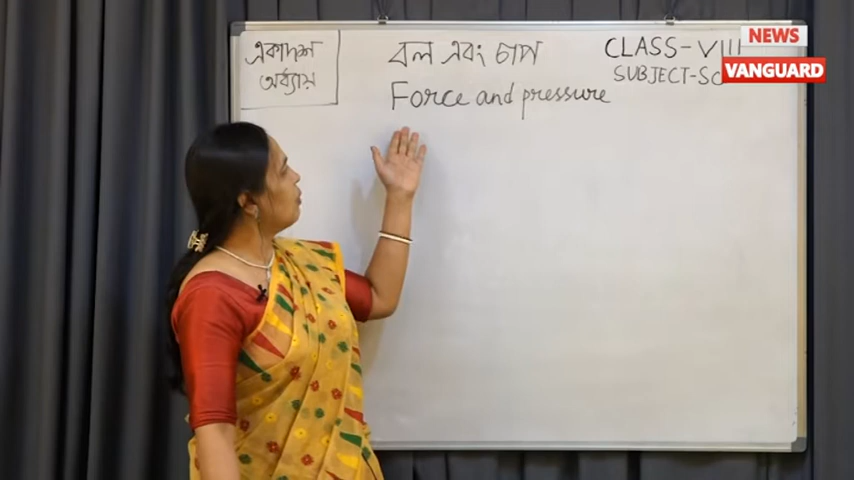 একাদশ
অধ্যায়
বল এবং চাপ
Force and pressure
CLASS-VIII
SUBJECT-SC
NEWS
VANGUARD